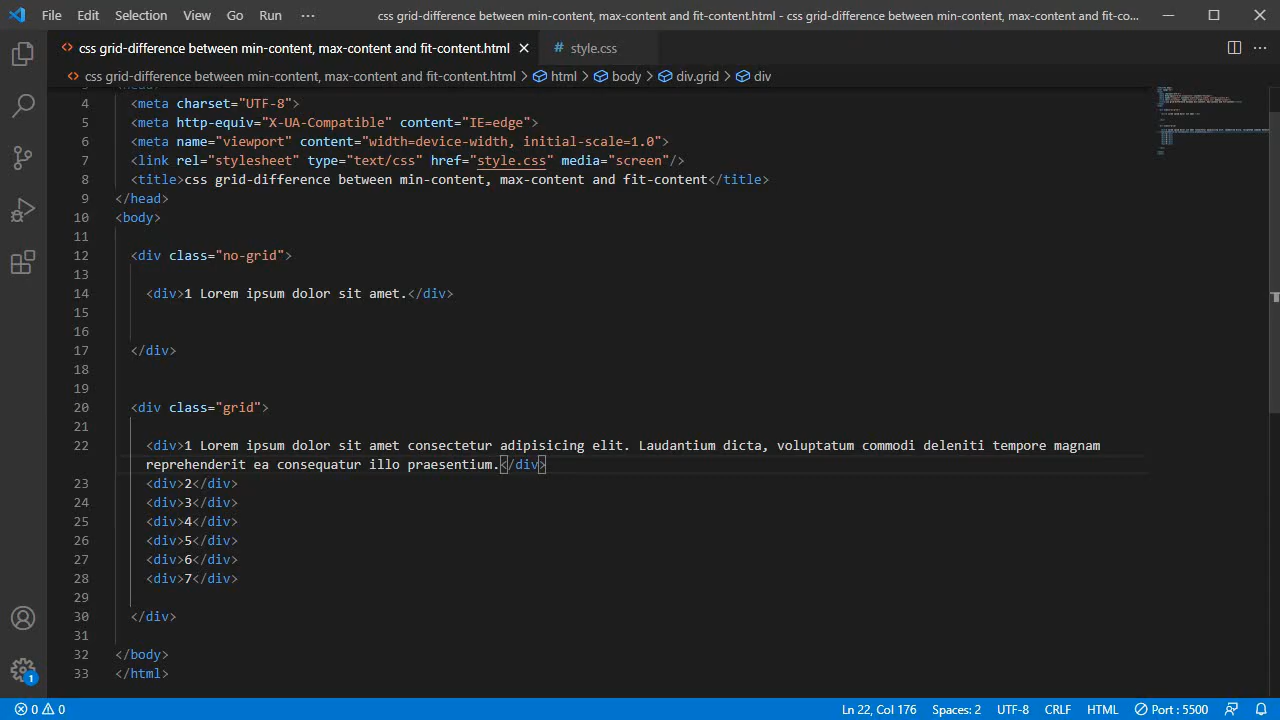 File Edit Selection View Go Run ··· css grid-difference between min-content, max-content and fit-content.html - css grid-difference between min-content, max-content and fit-co...
css grid-difference between min-content, max-content and fit-content.html # style.css
css grid-difference between min-content, max-content and fit-content.html > html > body > div.grid > div
3 <head>
4 <meta charset="UTF-8">
5 <meta http-equiv="X-UA-Compatible" content="IE=edge">
6 <meta name="viewport" content="width=device-width, initial-scale=1.0">
7 <link rel="stylesheet" type="text/css" href="style.css" media="screen"/>
8 <title>css grid-difference between min-content, max-content and fit-content</title>
9 </head>
10 <body>
11
12 <div class="no-grid">
13
14 <div>1 Lorem ipsum dolor sit amet.</div>
15
16
17 </div>
18
19
20 <div class="grid">
21
22 <div>1 Lorem ipsum dolor sit amet consectetur adipisicing elit. Laudantium dicta, voluptatum commodi deleniti tempore magnam
reprehenderit ea consequatur illo praesentium.</div>
23 <div>2</div>
24 <div>3</div>
25 <div>4</div>
26 <div>5</div>
27 <div>6</div>
28 <div>7</div>
29
30 </div>
31
32 </body>
33 </html>
1
0 0 Ln 22, Col 176 Spaces: 2 UTF-8 CRLF HTML Port : 5500